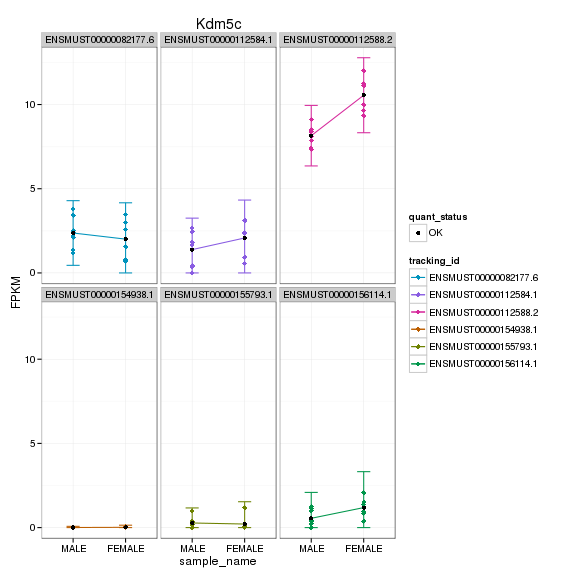 Kdm5c
ENSMUST00000082177.6 ENSMUST00000112584.1 ENSMUST00000112588.2
10
5
0
ENSMUST00000154938.1 ENSMUST00000155793.1 ENSMUST00000156114.1
10
5
0
FPKM
MALE FEMALE MALE FEMALE MALE FEMALE
sample_name
quant_status
OK
tracking_id
ENSMUST00000082177.6
ENSMUST00000112584.1
ENSMUST00000112588.2
ENSMUST00000154938.1
ENSMUST00000155793.1
ENSMUST00000156114.1